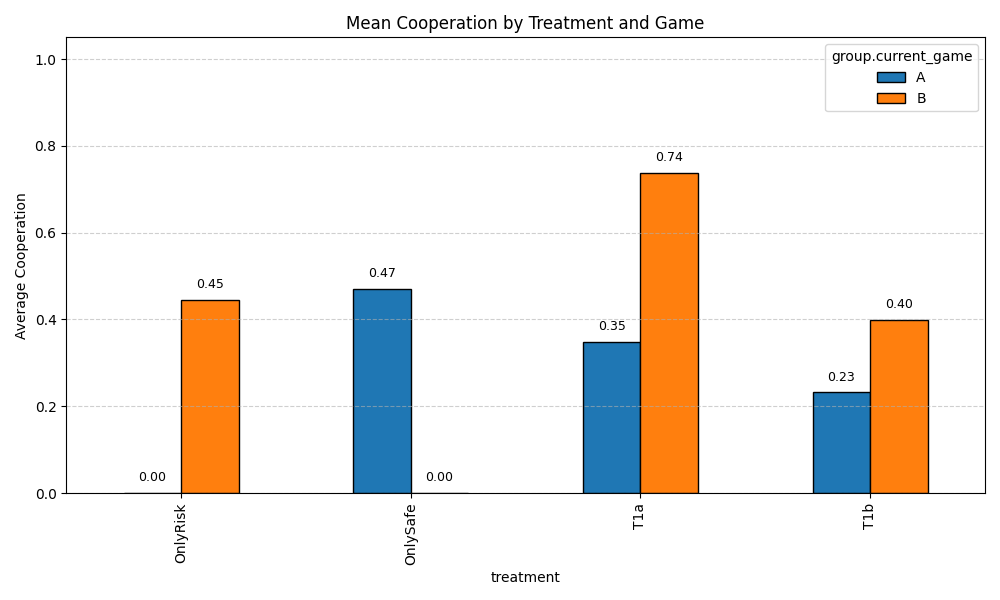 Mean Cooperation by Treatment and Game
group.current_game
A
B
Average Cooperation
1.0
0.8
0.6
0.4
0.2
0.0
0.00
0.45
0.47
0.00
0.35
0.74
0.23
0.40
OnlyRisk
OnlySafe
T1a
T1b
treatment